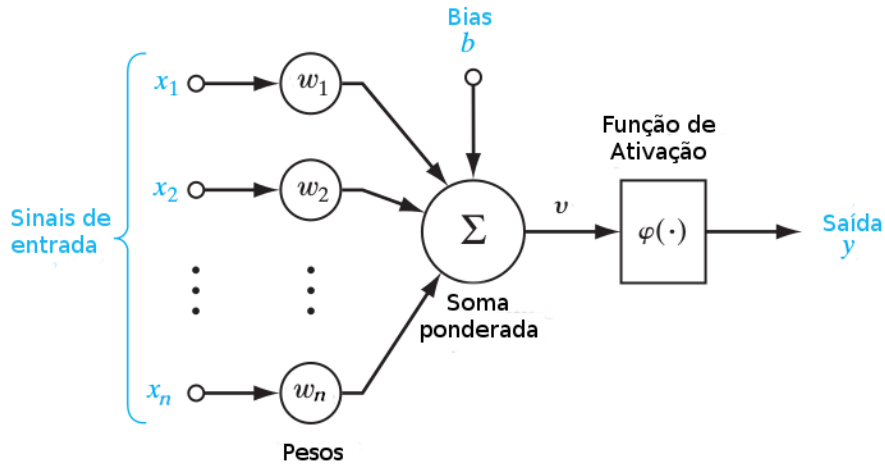 Bias
b
x₁
w₁
Função de
Ativação
x₂
w₂
Sinais de
entrada
Σ
v
φ(·)
Saída
y
Soma
ponderada
xₙ
wₙ
Pesos